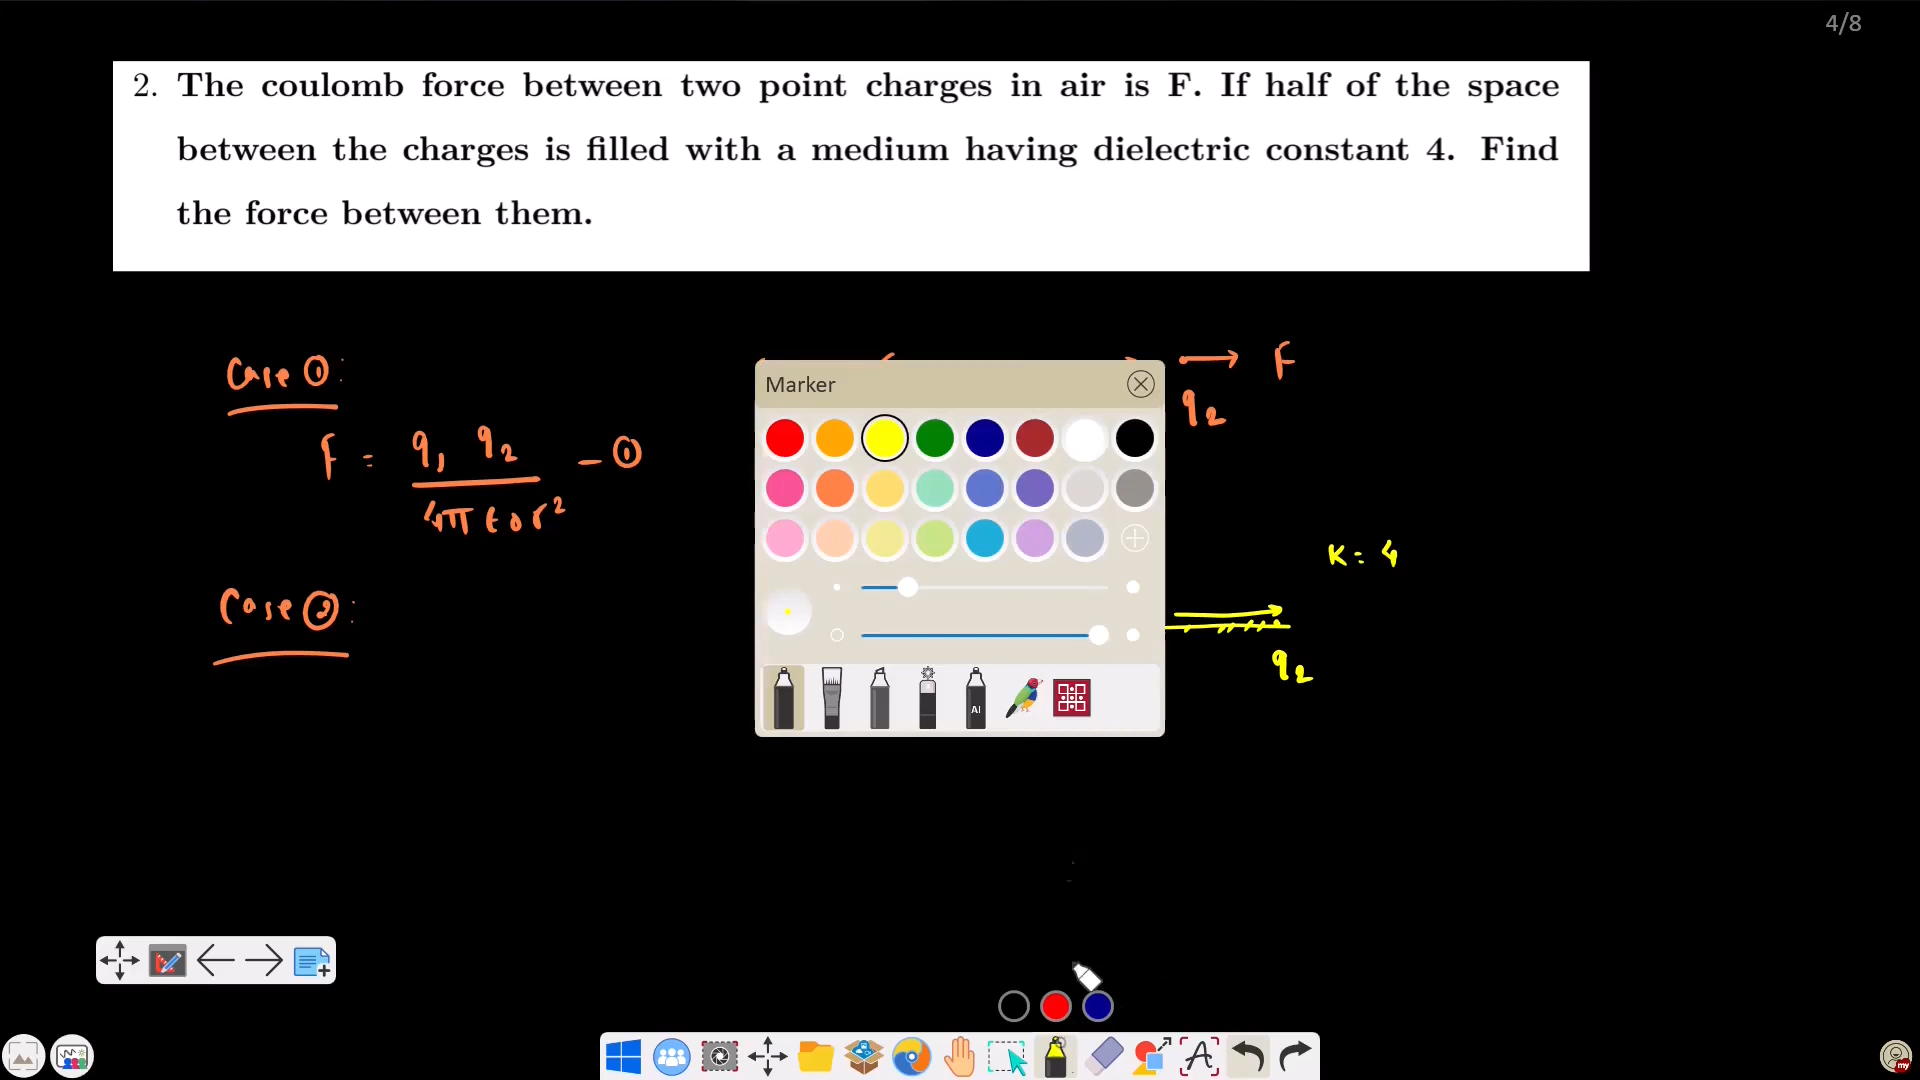 4/8
2. The coulomb force between two point charges in air is F. If half of the space
between the charges is filled with a medium having dielectric constant 4. Find
the force between them.
Case ①:
F
q2
Marker
F = q1 q2 / 4π ε0 r² - ①
K = 4
Case ②:
q2
AI
A
my